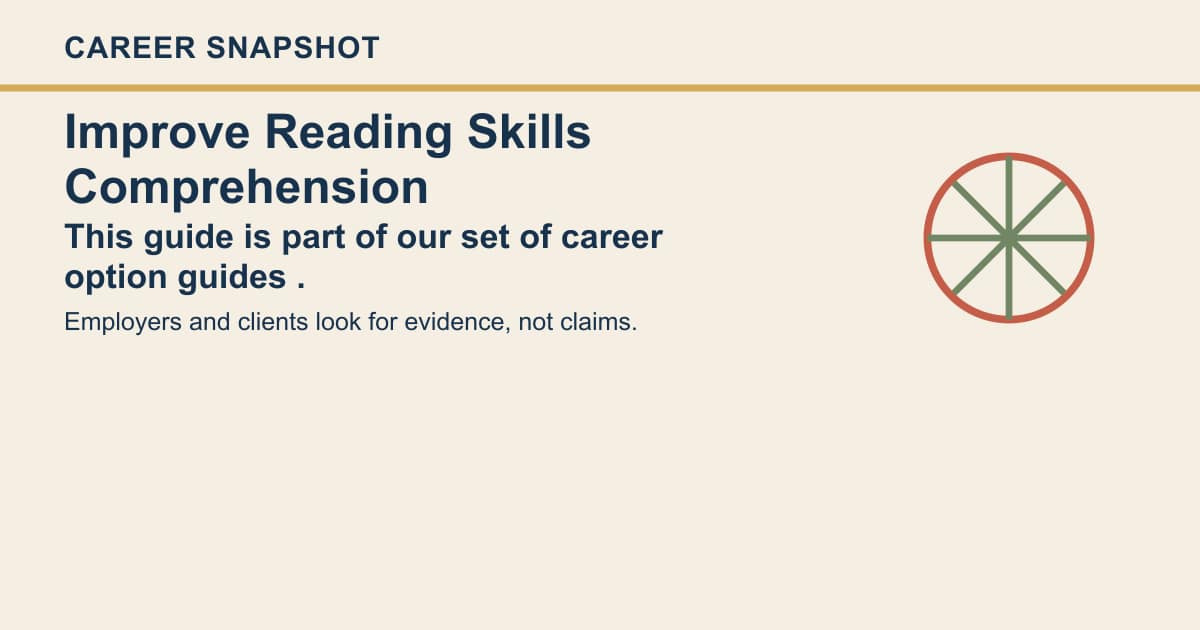 CAREER SNAPSHOT
Improve Reading Skills
Comprehension
This guide is part of our set of career
option guides .
Employers and clients look for evidence, not claims.